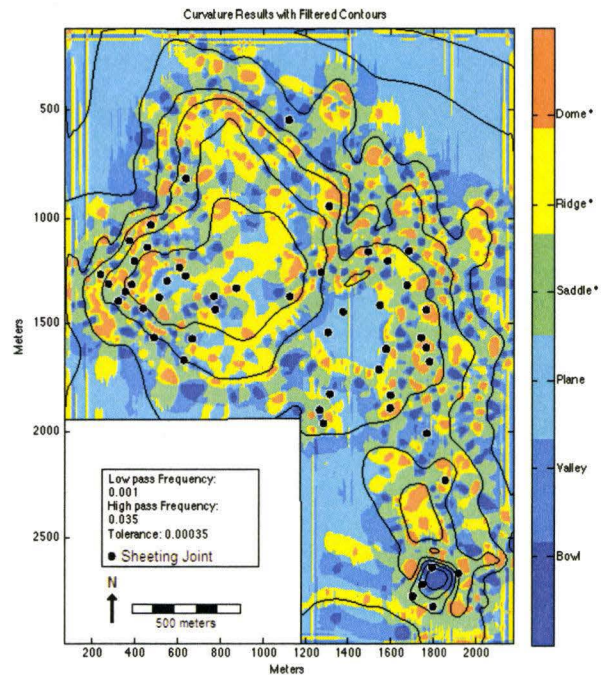 Curvature Results with Filtered Contours
500
1000
1500
2000
2500
Meters
200 400 600 800 1000 1200 1400 1600 1800 2000
Meters
Low pass Frequency:
0.001
High pass Frequency:
0.035
Tolerance: 0.00035
Sheeting Joint
N
500 meters
Dome*
Ridge*
Saddle*
Plane
Valley
Bowl